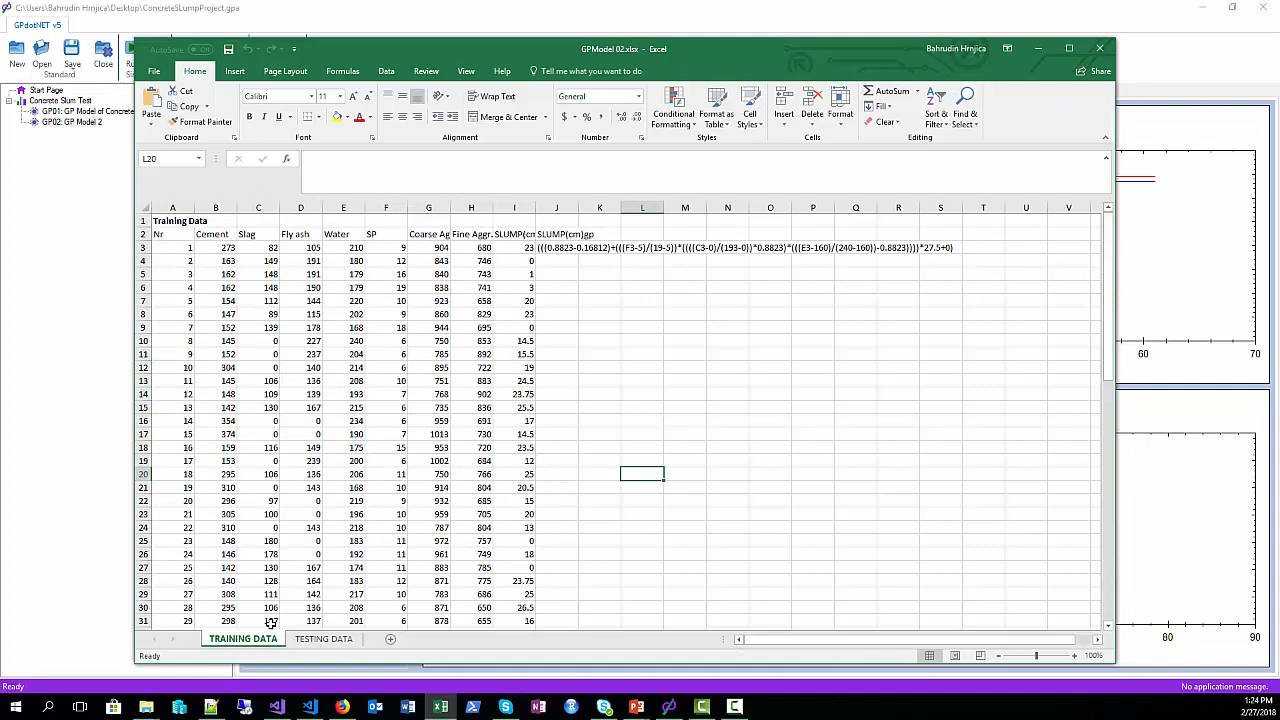 C:\Users\Bahrudin Hrnjica\Desktop\ConcreteSLumpProject.gpa
GPdotNET v5
New Open Save Close
Standard
Start Page
Concrete Slum Test
GP01: GP Model of Concrete
GP02: GP Model 2
AutoSave Off
GPModel 02.xlsx - Excel
Bahrudin Hrnjica
File Home Insert Page Layout Formulas Data Review View Help Tell me what you want to do Share
Paste Cut Copy Format Painter
Calibri 11 B I U
Wrap Text Merge & Center
General $ %
Conditional Formatting Format as Table Cell Styles
Insert Delete Format
AutoSum Fill Clear
Sort & Filter Find & Select
Clipboard Font Alignment Number Styles Cells Editing
L20 fx
A B C D E F G H I J K L M N O P Q R S T U V
1 Training Data
2 Nr Cement Slag Fly ash Water SP Coarse Ag Fine Aggr. SLUMP(cm SLUMP(cm)gp
3 1 273 82 105 210 9 904 680 23 (((0.8823-0.16812)+(((F3-5)/(19-5))*((((C3-0)/(193-0))*0.8823)*(((E3-160)/(240-160))-0.8823))))*27.5+0)
4 2 163 149 191 180 12 843 746 0
5 3 162 148 191 179 16 840 743 1
6 4 162 148 190 179 19 838 741 3
7 5 154 112 144 220 10 923 658 20
8 6 147 89 115 202 9 860 829 23
9 7 152 139 178 168 18 944 695 0
10 8 145 0 227 240 6 750 853 14.5
11 9 152 0 237 204 6 785 892 15.5
12 10 304 0 140 214 6 895 722 19
13 11 145 106 136 208 10 751 883 24.5
14 12 148 109 139 193 7 768 902 23.75
15 13 142 130 167 215 6 735 836 25.5
16 14 354 0 0 234 6 959 691 17
17 15 374 0 0 190 7 1013 730 14.5
18 16 159 116 149 175 15 953 720 23.5
19 17 153 0 239 200 6 1002 684 12
20 18 295 106 136 206 11 750 766 25
21 19 310 0 143 168 10 914 804 20.5
22 20 296 97 0 219 9 932 685 15
23 21 305 100 0 196 10 959 705 20
24 22 310 0 143 218 10 787 804 13
25 23 148 180 0 183 11 972 757 0
26 24 146 178 0 192 11 961 749 18
27 25 142 130 167 174 11 883 785 0
28 26 140 128 164 183 12 871 775 23.75
29 27 308 111 142 217 10 783 686 25
30 28 295 106 136 208 6 871 650 26.5
31 29 298 137 201 6 878 655 16
TRAINING DATA TESTING DATA
Ready 100%
60 70
80 90
Ready No application message.
1:24 PM
2/27/2018